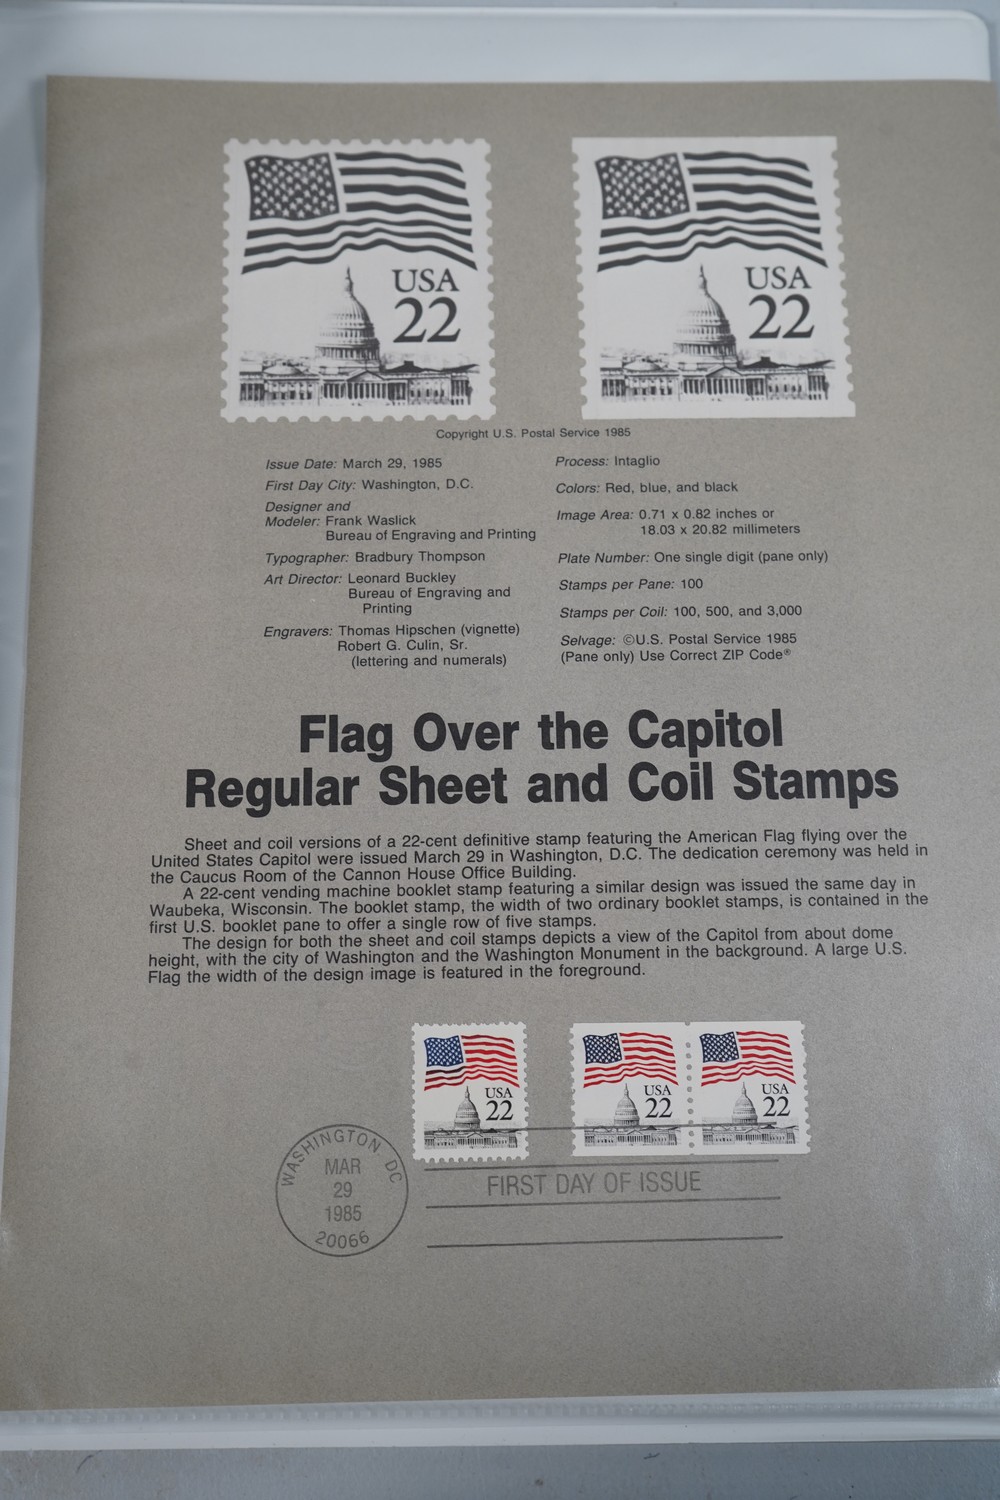 USA
22
USA
22
Copyright U.S. Postal Service 1985
Issue Date: March 29, 1985
First Day City: Washington, D.C.
Designer and
Modeler: Frank Waslick
Bureau of Engraving and Printing
Typographer: Bradbury Thompson
Art Director: Leonard Buckley
Bureau of Engraving and
Printing
Engravers: Thomas Hipschen (vignette)
Robert G. Culin, Sr.
(lettering and numerals)
Process: Intaglio
Colors: Red, blue, and black
Image Area: 0.71 x 0.82 inches or
18.03 x 20.82 millimeters
Plate Number: One single digit (pane only)
Stamps per Pane: 100
Stamps per Coil: 100, 500, and 3,000
Selvage: ©U.S. Postal Service 1985
(Pane only) Use Correct ZIP Code®
Flag Over the Capitol
Regular Sheet and Coil Stamps
Sheet and coil versions of a 22-cent definitive stamp featuring the American Flag flying over the
United States Capitol were issued March 29 in Washington, D.C. The dedication ceremony was held in
the Caucus Room of the Cannon House Office Building.
A 22-cent vending machine booklet stamp featuring a similar design was issued the same day in
Waubeka, Wisconsin. The booklet stamp, the width of two ordinary booklet stamps, is contained in the
first U.S. booklet pane to offer a single row of five stamps.
The design for both the sheet and coil stamps depicts a view of the Capitol from about dome
height, with the city of Washington and the Washington Monument in the background. A large U.S.
Flag the width of the design image is featured in the foreground.
USA
22
USA
22
USA
22
WASHINGTON DC
MAR
29
1985
20066
FIRST DAY OF ISSUE